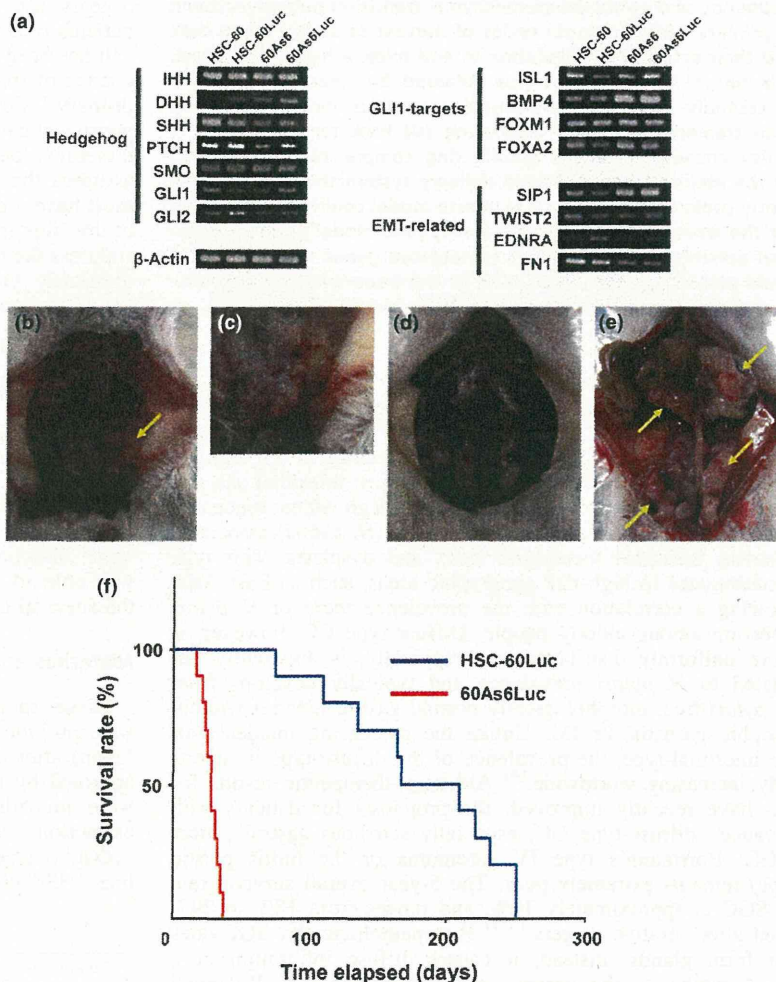 (a)
HSC-60 HSC-60Luc 60As6 60As6Luc
Hedgehog
IHH
DHH
SHH
PTCH
SMO
GLI1
GLI2
β-Actin
HSC-60 HSC-60Luc 60As6 60As6Luc
GLI1-targets
ISL1
BMP4
FOXM1
FOXA2
EMT-related
SIP1
TWIST2
EDNRA
FN1
(b)
(c)
(d)
(e)
(f)
Survival rate (%)
100
50
0
100
200
300
Time elapsed (days)
HSC-60Luc
60As6Luc